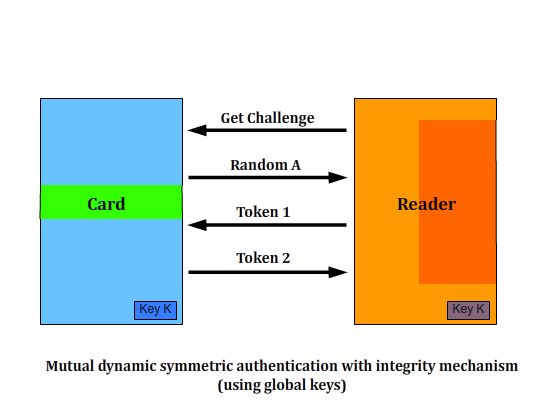 Get Challenge
Random A
Card
Reader
Token 1
Token 2
Key K
Key K
Mutual dynamic symmetric authentication with integrity mechanism
(using global keys)